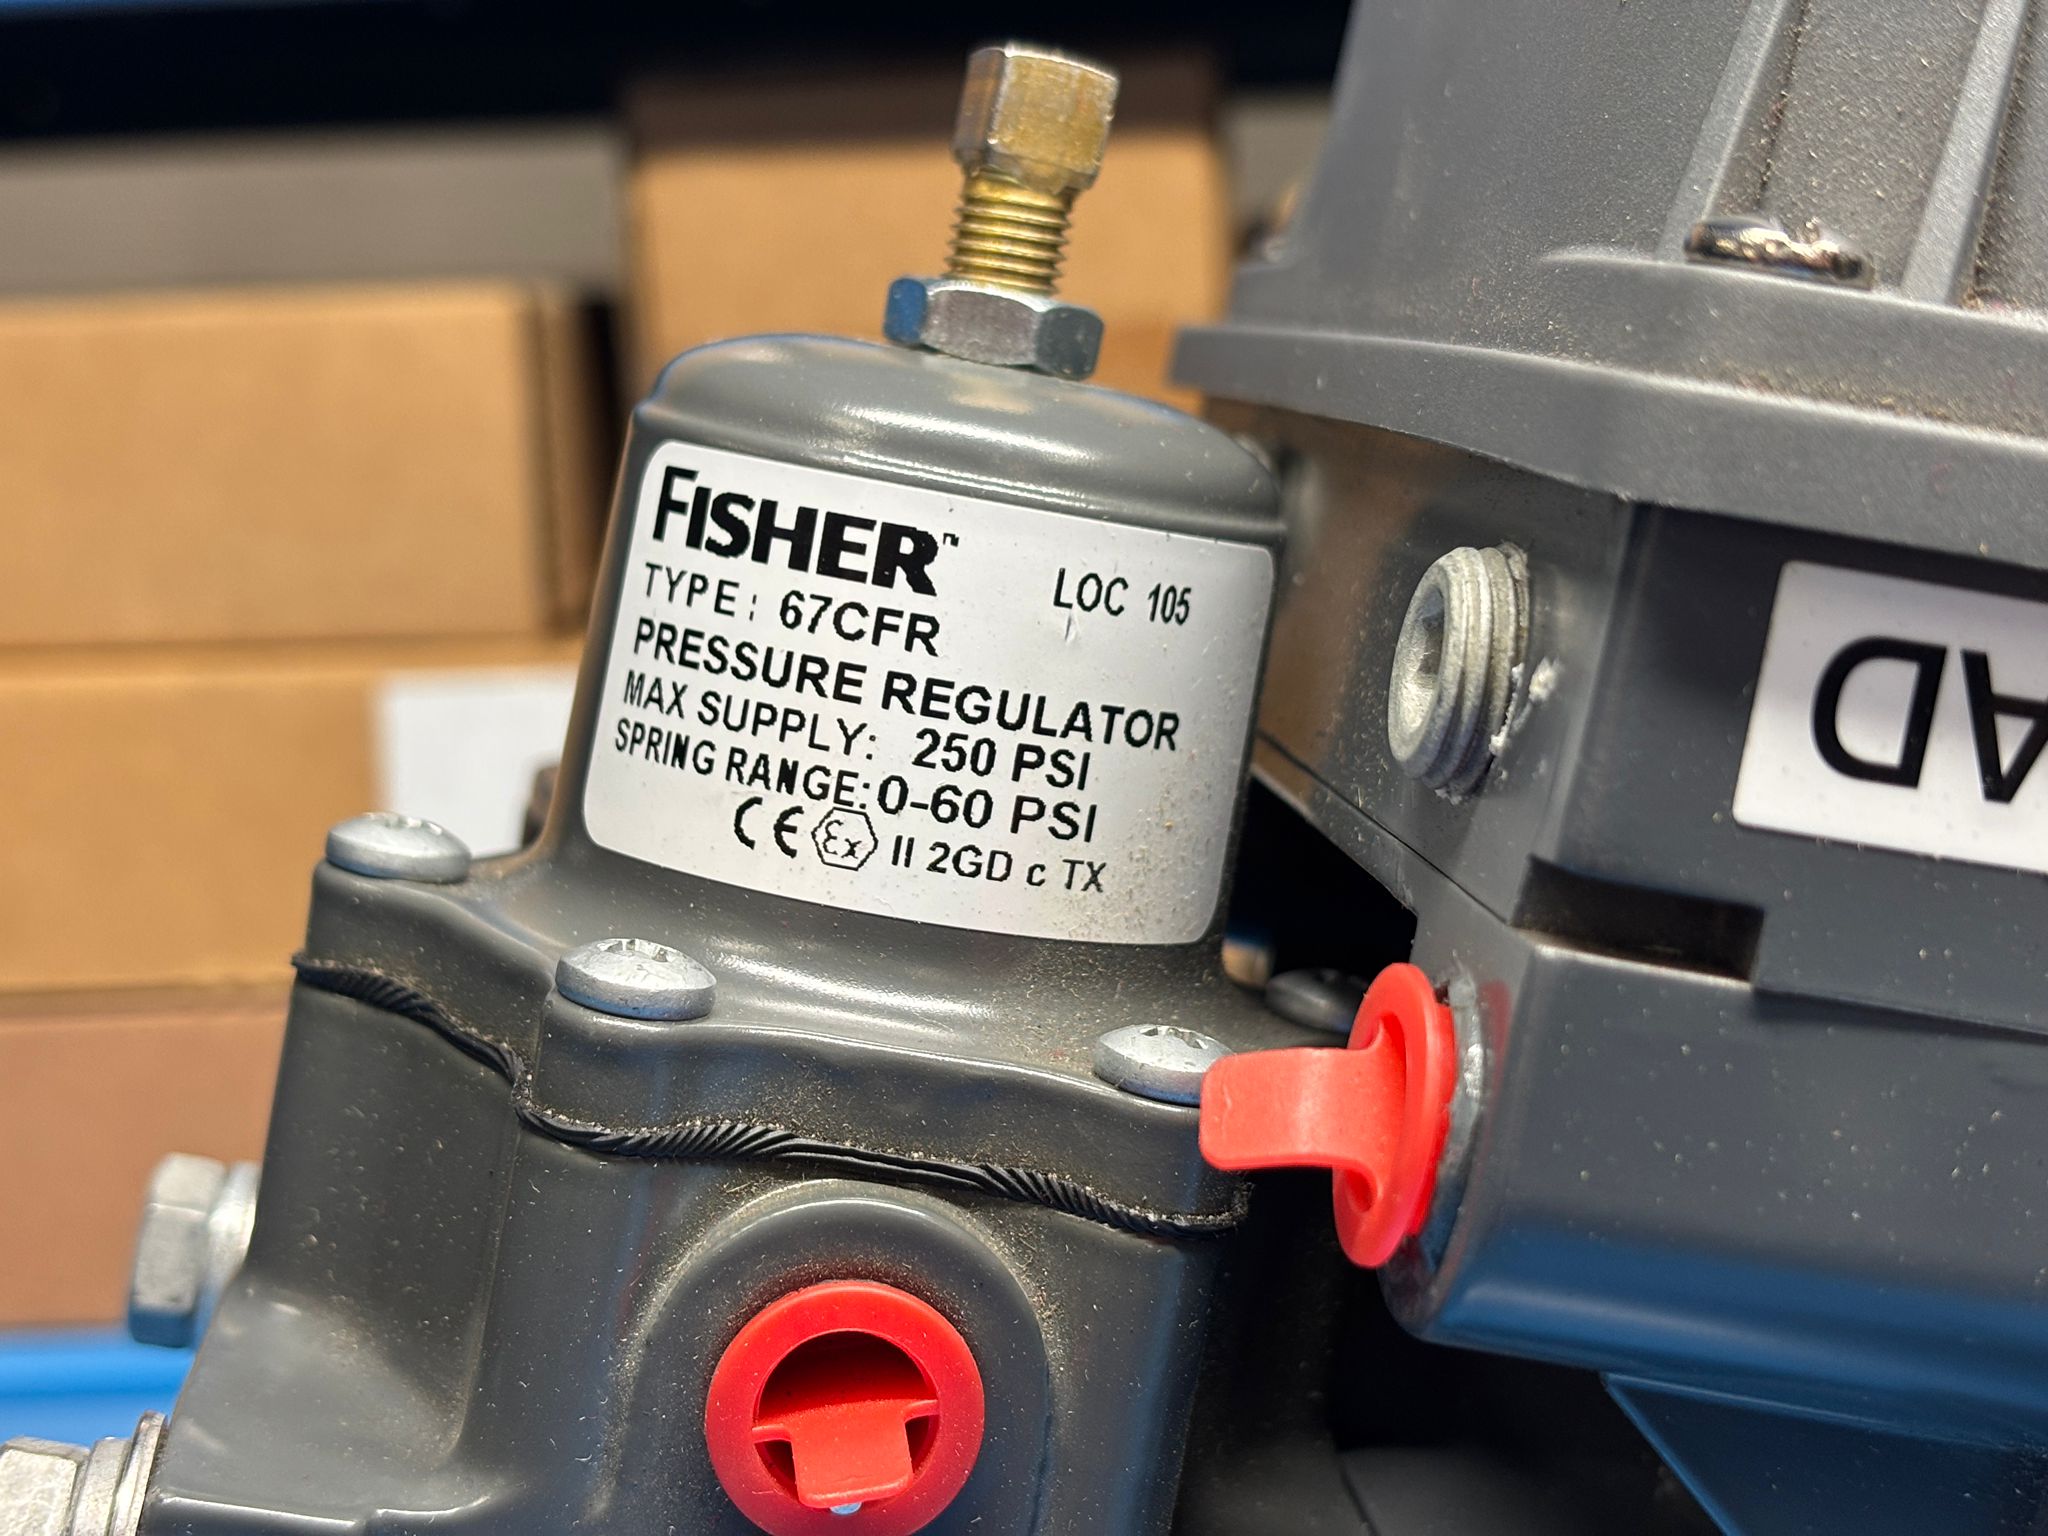 FISHER™
LOC 105
TYPE: 67CFR
PRESSURE REGULATOR
MAX SUPPLY: 250 PSI
SPRING RANGE: 0-60 PSI
CE Ex II 2GD c TX
AD